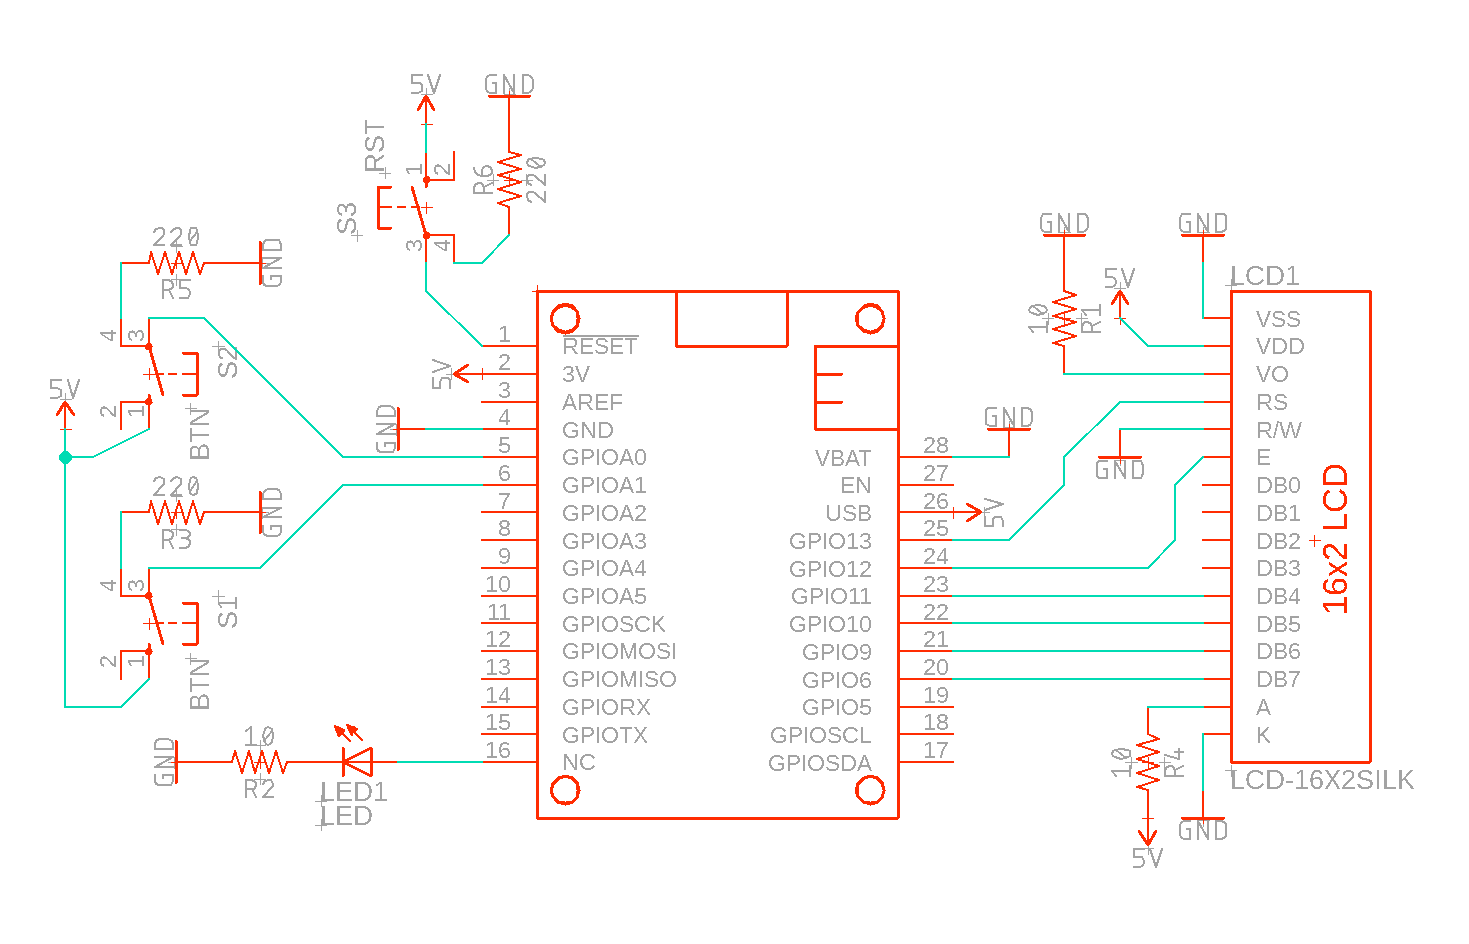 5V
GND
RST
S3
1
2
3
4
R6
220
220
R5
GND
4
3
S2
2
1
BTN
5V
220
R3
GND
4
3
S1
2
1
BTN
GND
10
R2
LED1
LED
5V
GND
1
2
3
4
5
6
7
8
9
10
11
12
13
14
15
16
RESET
3V
AREF
GND
GPIOA0
GPIOA1
GPIOA2
GPIOA3
GPIOA4
GPIOA5
GPIOSCK
GPIOMOSI
GPIOMISO
GPIORX
GPIOTX
NC
VBAT
EN
USB
GPIO13
GPIO12
GPIO11
GPIO10
GPIO9
GPIO6
GPIO5
GPIOSCL
GPIOSDA
28
27
26
25
24
23
22
21
20
19
18
17
GND
5V
GND
10
R1
5V
GND
GND
LCD1
VSS
VDD
VO
RS
R/W
E
DB0
DB1
DB2
DB3
DB4
DB5
DB6
DB7
A
K
16x2 LCD
LCD-16X2SILK
10
R4
5V
GND